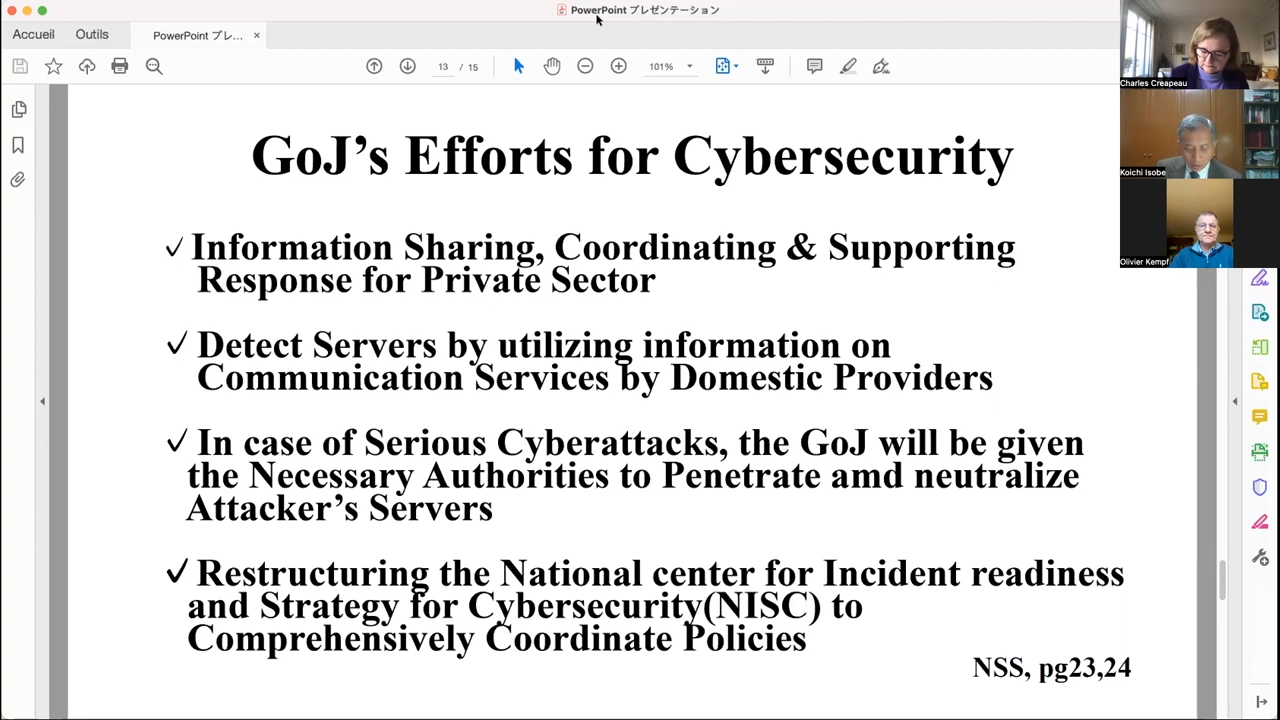 PowerPoint プレゼンテーション
Accueil Outils PowerPoint プレ... ×
13 / 15 101%
Charles Creapeau
Koichi Isobe
Olivier Kempf
GoJ's Efforts for Cybersecurity
✓ Information Sharing, Coordinating & Supporting
Response for Private Sector
✓ Detect Servers by utilizing information on
Communication Services by Domestic Providers
✓ In case of Serious Cyberattacks, the GoJ will be given
the Necessary Authorities to Penetrate amd neutralize
Attacker's Servers
✓ Restructuring the National center for Incident readiness
and Strategy for Cybersecurity(NISC) to
Comprehensively Coordinate Policies
NSS, pg23,24